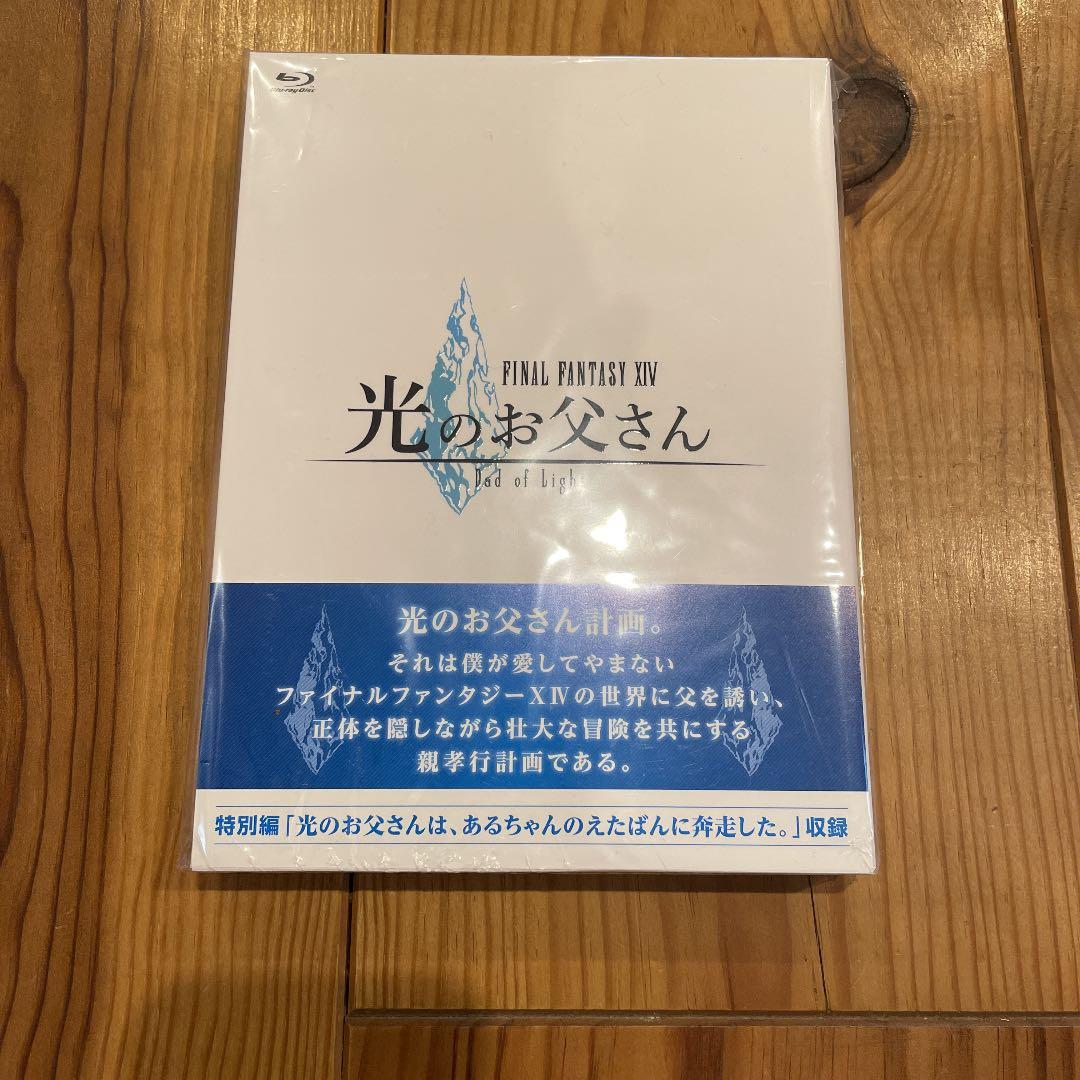 Blu-ray Disc
FINAL FANTASY XIV
光のお父さん
Dad of Light
光のお父さん計画。
それは僕が愛してやまない
ファイナルファンタジーXIVの世界に父を誘い、
正体を隠しながら壮大な冒険を共にする
親孝行計画である。
特別編「光のお父さんは、あるちゃんのえたばんに奔走した。」収録